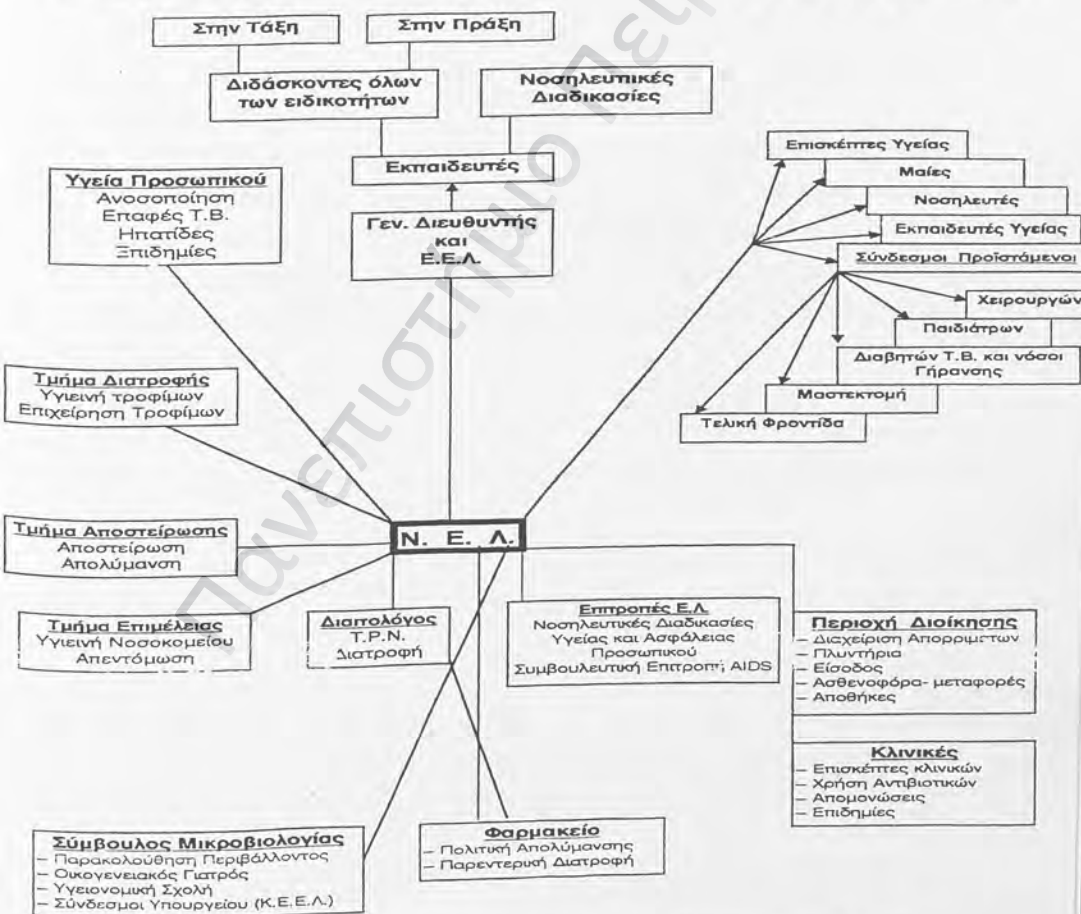 Στην Τάξη
Στην Πράξη
Διδάσκοντες όλων
των ειδικοτήτων
Νοσηλευτικές
Διαδικασίες
Εκπαιδευτές
Γεν. Διευθυντής
και
Ε.Ε.Λ.
Υγεία Προσωπικού
Ανοσοποίηση
Επαφές Τ.Β.
Ηπατίδες
Ξπιδημίες
Επισκέπτες Υγείας
Μαίες
Νοσηλευτές
Εκπαιδευτές Υγείας
Σύνδεσμοι Προϊστάμενοι
Χειρουργών
Παιδιάτρων
Διαβητών Τ.Β. και νόσοι
Γήρανσης
Μαστεκτομή
Τελική Φροντίδα
Τμήμα Διατροφής
Υγιεινή τροφίμων
Επιχείρηση Τροφίμων
Τμήμα Αποστείρωσης
Αποστείρωση
Απολύμανση
Ν. Ε. Λ.
Τμήμα Επιμέλειας
Υγιεινή Νοσοκομείου
Απεντόμωση
Διαιτολόγος
Τ.Ρ.Ν.
Διατροφή
Επιτροπές Ε.Λ.
Νοσηλευτικές Διαδικασίες
Υγείας και Ασφάλειας
Προσωπικού
Συμβουλευτική Επιτροπή; AIDS
Περιοχή Διοίκησης
– Διαχείριση Απορριμμάτων
– Πλυντήρια
– Είσοδος
– Ασθενοφόρα- μεταφορές
– Αποθήκες
Κλινικές
– Επισκέπτες κλινικών
– Χρήση Αντιβιοτικών
– Απομονώσεις
– Επιδημίες
Σύμβουλος Μικροβιολογίας
– Παρακολούθηση Περιβάλλοντος
– Οικογενειακός Γιατρός
– Υγειονομική Σχολή
– Σύνδεσμοι Υπουργείου (Κ.Ε.Ε.Λ.)
Φαρμακείο
– Πολιτική Απολύμανσης
– Παρεντερική Διατροφή
Πανεπιστήμιο Πειρ